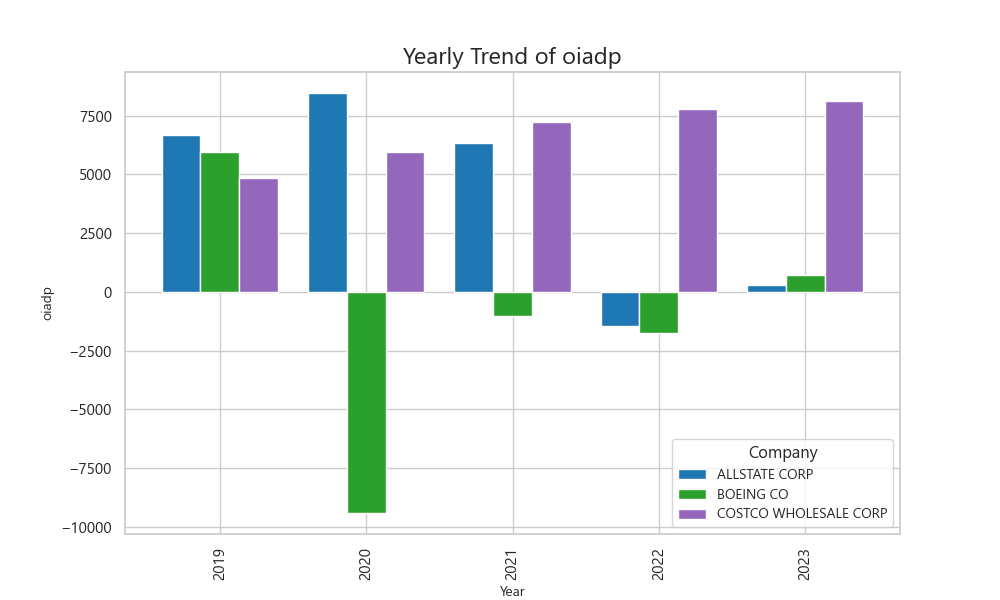 Yearly Trend of oiadp
7500
5000
2500
0
−2500
−5000
−7500
−10000
oiadp
2019
2020
2021
2022
2023
Year
Company
ALLSTATE CORP
BOEING CO
COSTCO WHOLESALE CORP